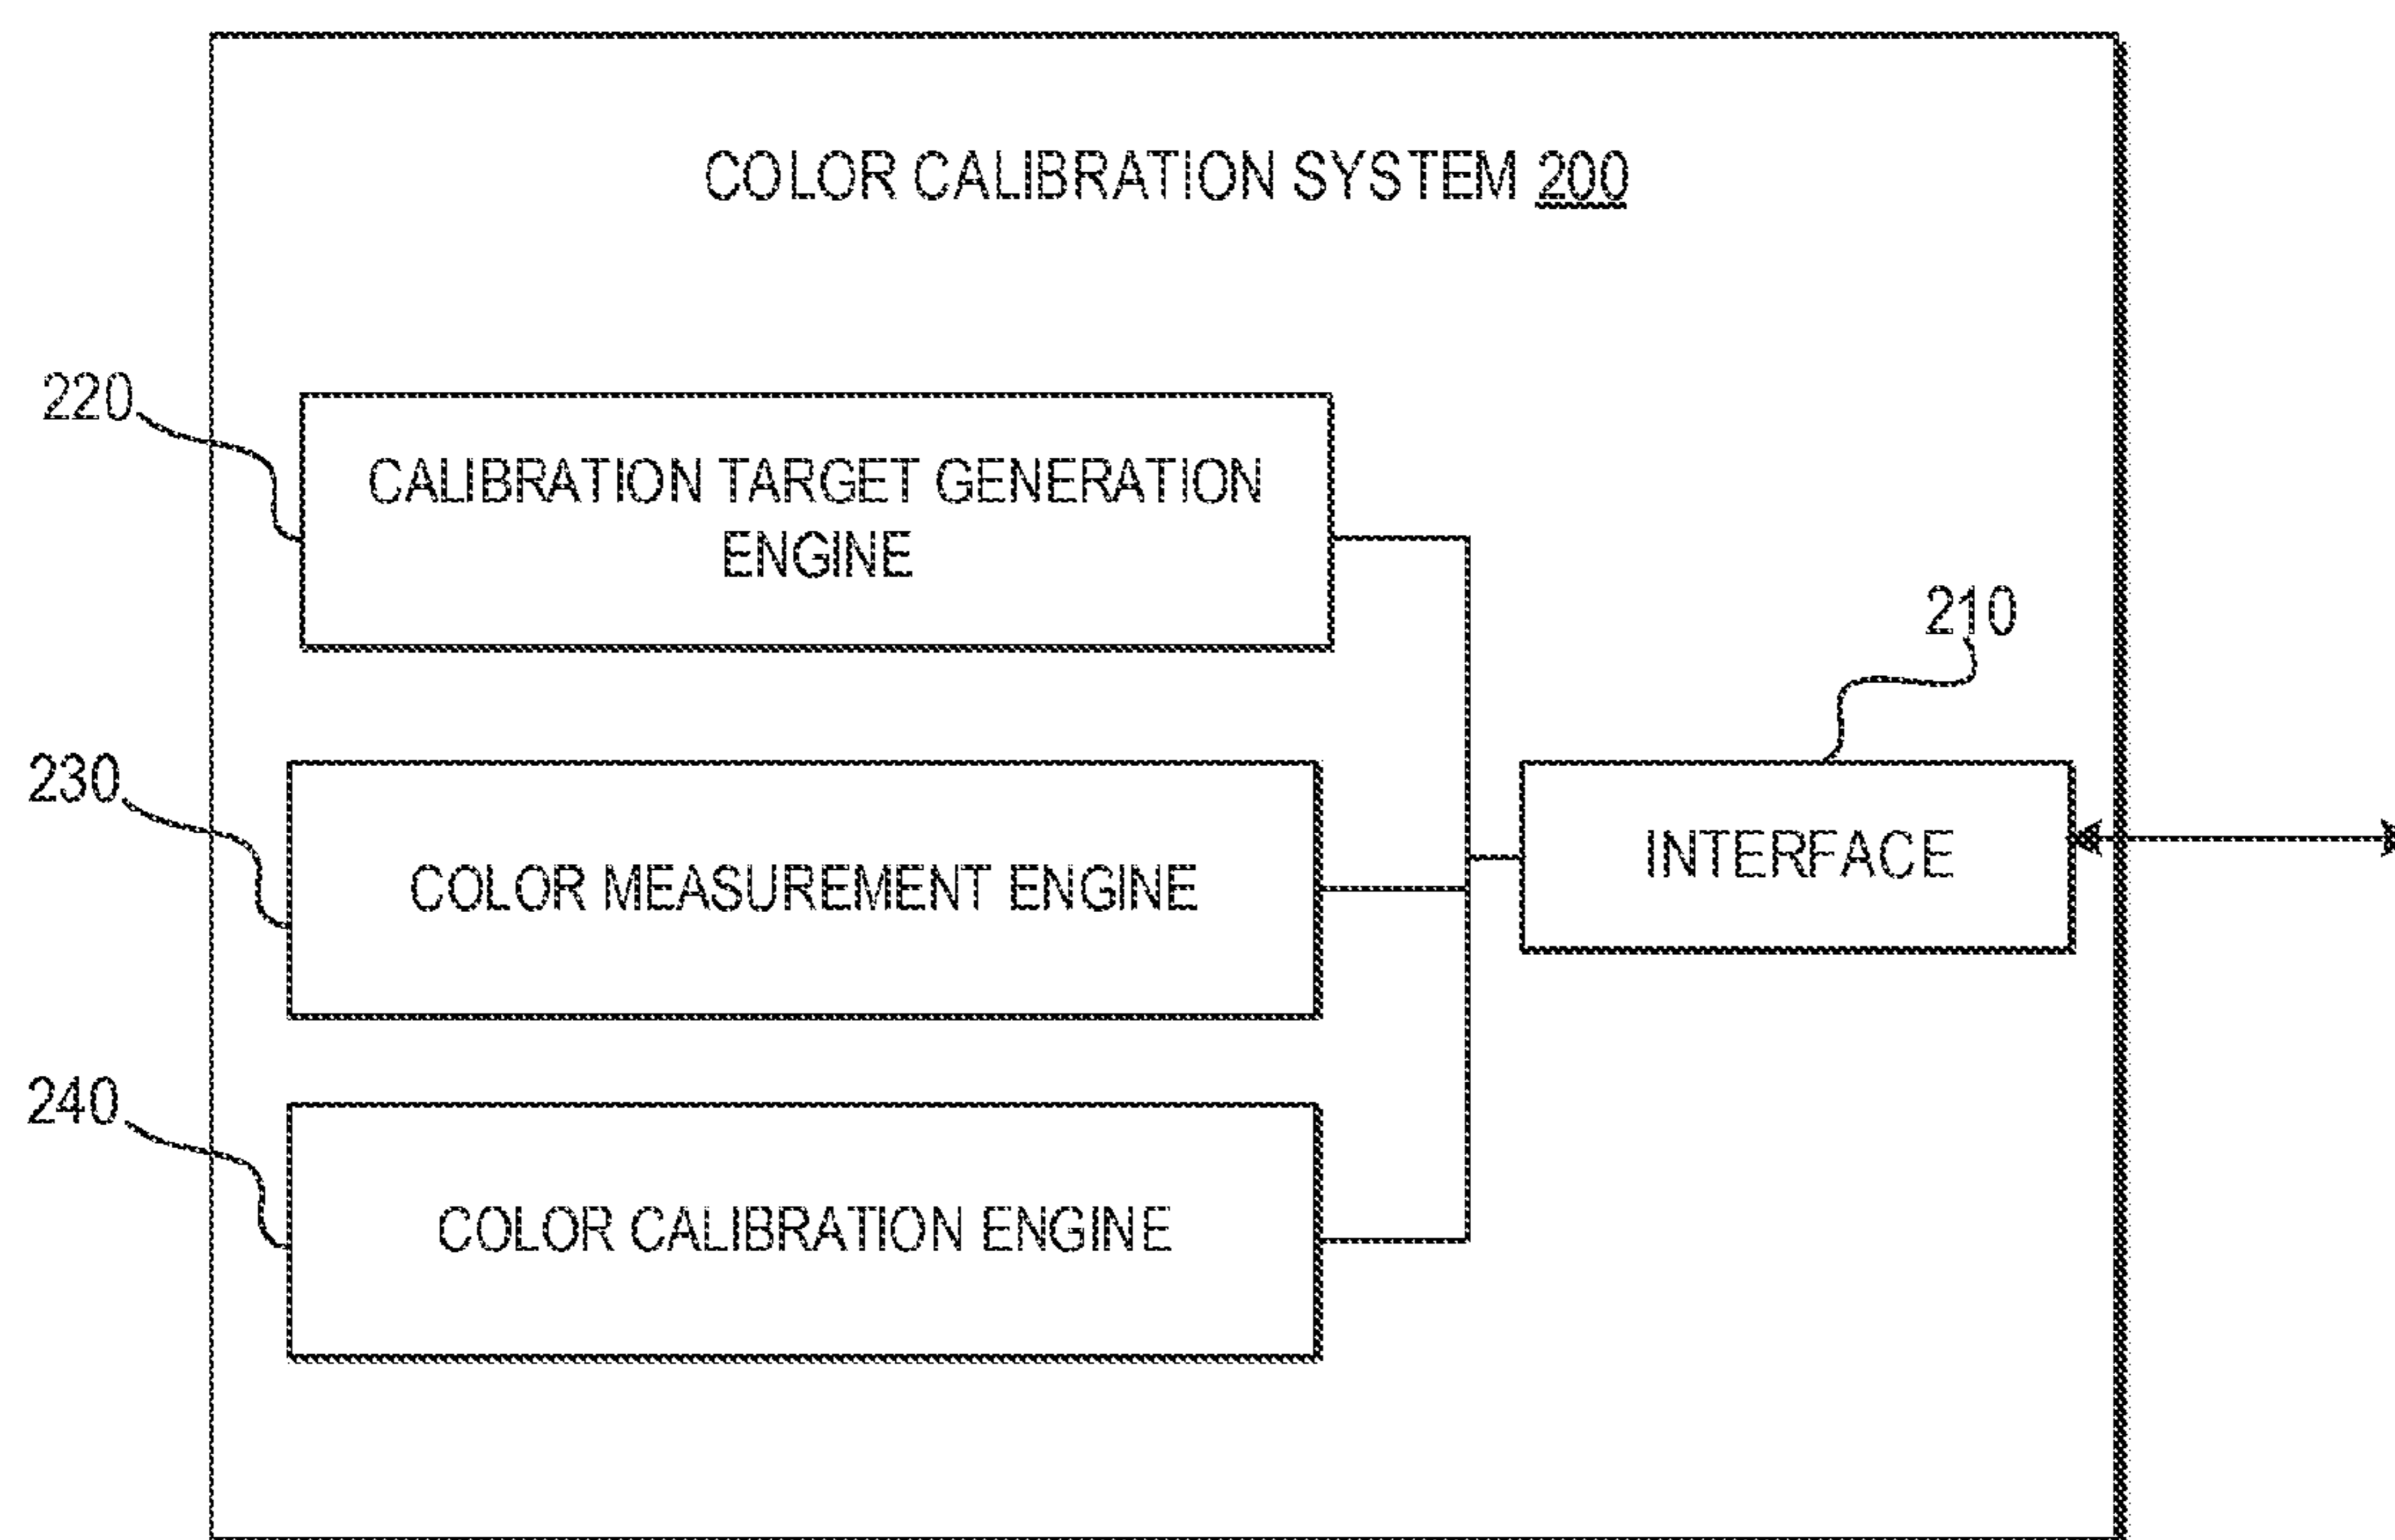 COLOR CALIBRATION SYSTEM 200
220
CALIBRATION TARGET GENERATION
ENGINE
210
230
COLOR MEASUREMENT ENGINE
INTERFACE
240
COLOR CALIBRATION ENGINE